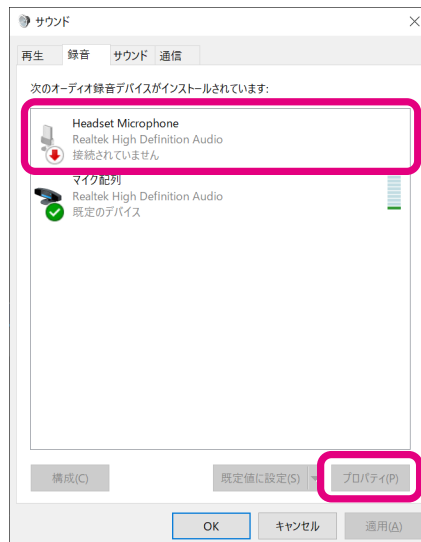 サウンド
再生 録音 サウンド 通信
次のオーディオ録音デバイスがインストールされています:
Headset Microphone
Realtek High Definition Audio
接続されていません
マイク配列
Realtek High Definition Audio
既定のデバイス
構成(C) 既定値に設定(S) プロパティ(P)
OK キャンセル 適用(A)